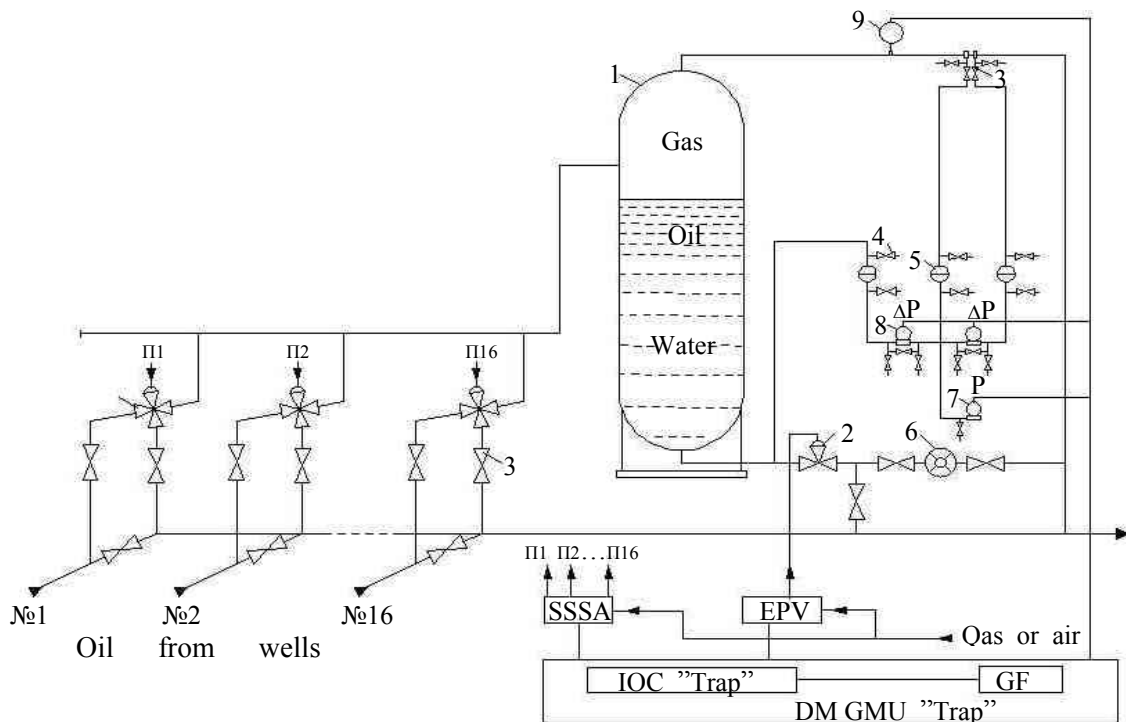 9
1
3
Gas
4
Oil
5
ΔP ΔP
8
П1 П2 П16
Water
P
7
2 6
3
П1 П2...П16
№1 №2 №16
SSSA EPV
Oil from wells
Qas or air
IOC ”Trap” GF
DM GMU ”Trap”